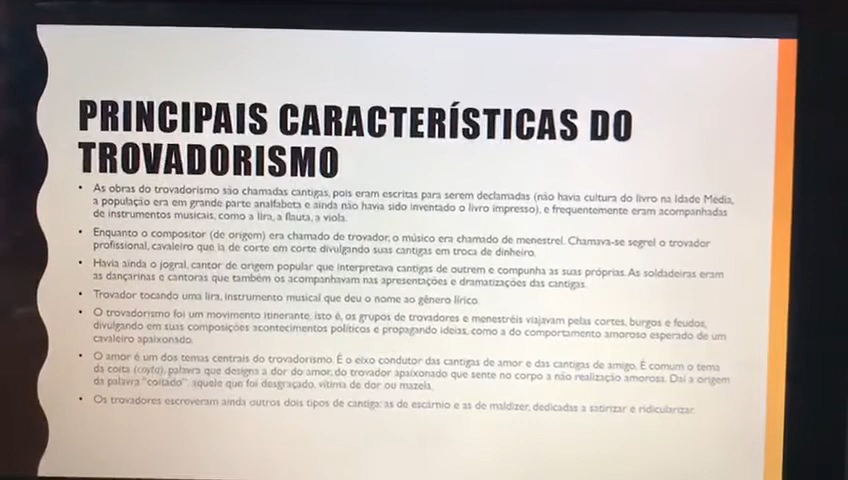 PRINCIPAIS CARACTERÍSTICAS DO
TROVADORISMO
• As obras do trovadorismo são chamadas cantigas, pois eram escritas para serem declamadas (não havia cultura do livro na Idade Média,
a população era em grande parte analfabeta e ainda não havia sido inventado o livro impresso), e frequentemente eram acompanhadas
de instrumentos musicais, como a lira, a flauta, a viola.
• Enquanto o compositor (de origem) era chamado de trovador, o músico era chamado de menestrel. Chamava-se segrel o trovador
profissional, cavaleiro que ia de corte em corte divulgando suas cantigas em troca de dinheiro.
• Havia ainda o jogral, cantor de origem popular que interpretava cantigas de outrem e compunha as suas próprias. As soldadeiras eram
as dançarinas e cantoras que também os acompanhavam nas apresentações e dramatizações das cantigas.
• Trovador tocando uma lira, instrumento musical que deu o nome ao gênero lírico.
• O trovadorismo foi um movimento itinerante, isto é, os grupos de trovadores e menestréis viajavam pelas cortes, burgos e feudos,
divulgando em suas composições acontecimentos políticos e propagando ideias, como a do comportamento amoroso esperado de um
cavaleiro apaixonado.
• O amor é um dos temas centrais do trovadorismo. É o eixo condutor das cantigas de amor e das cantigas de amigo. É comum o tema
da coita (coyta), palavra que designa a dor do amor, do trovador apaixonado que sente no corpo a não realização amorosa. Daí a origem
da palavra "coitado": aquele que foi desgraçado, vítima de dor ou mazela.
• Os trovadores escreveram ainda outros dois tipos de cantiga: as de escárnio e as de maldizer, dedicadas a satirizar e ridicularizar.